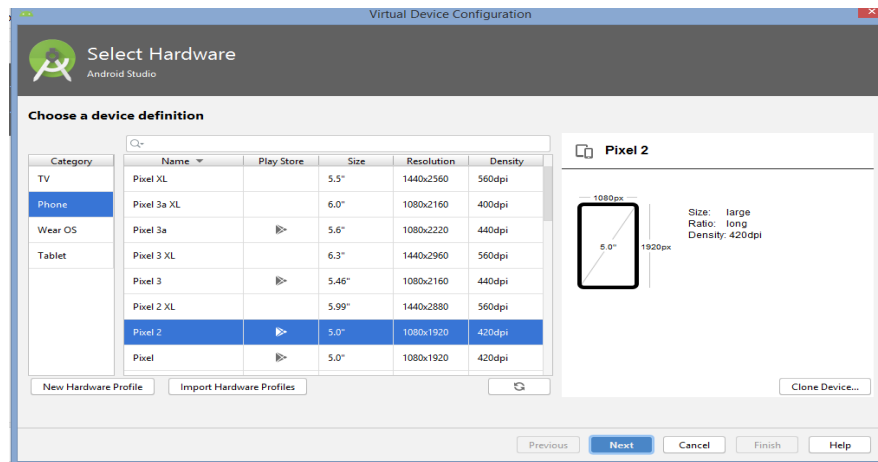 Virtual Device Configuration
Select Hardware
Android Studio
Choose a device definition
Category
TV
Phone
Wear OS
Tablet
Name Play Store Size Resolution Density
Pixel XL 5.5" 1440x2560 560dpi
Pixel 3a XL 6.0" 1080x2160 400dpi
Pixel 3a 5.6" 1080x2220 440dpi
Pixel 3 XL 6.3" 1440x2960 560dpi
Pixel 3 5.46" 1080x2160 440dpi
Pixel 2 XL 5.99" 1440x2880 560dpi
Pixel 2 5.0" 1080x1920 420dpi
Pixel 5.0" 1080x1920 420dpi
New Hardware Profile Import Hardware Profiles
Pixel 2
1080px
5.0" 1920px
Size: large
Ratio: long
Density: 420dpi
Clone Device...
Previous Next Cancel Finish Help